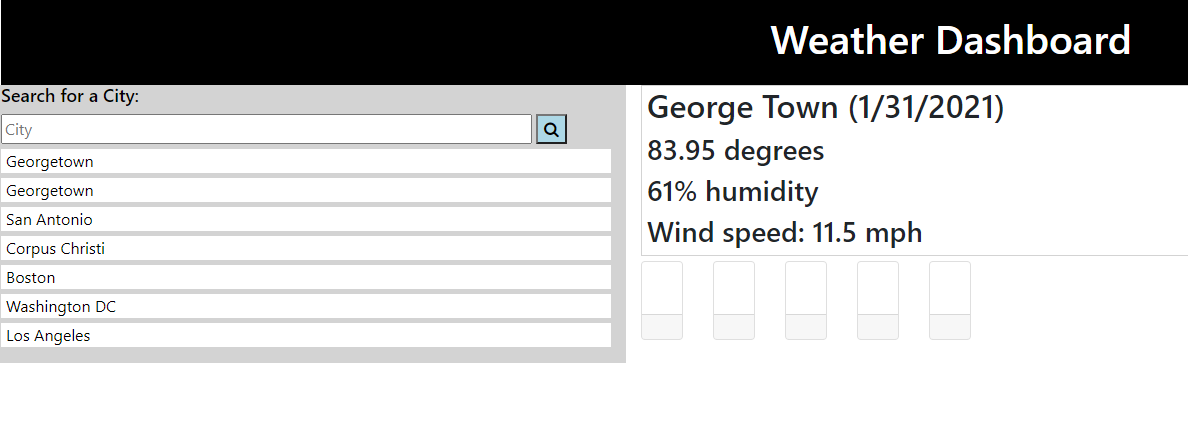 Weather Dashboard
Search for a City:
City
Georgetown
Georgetown
San Antonio
Corpus Christi
Boston
Washington DC
Los Angeles
George Town (1/31/2021)
83.95 degrees
61% humidity
Wind speed: 11.5 mph